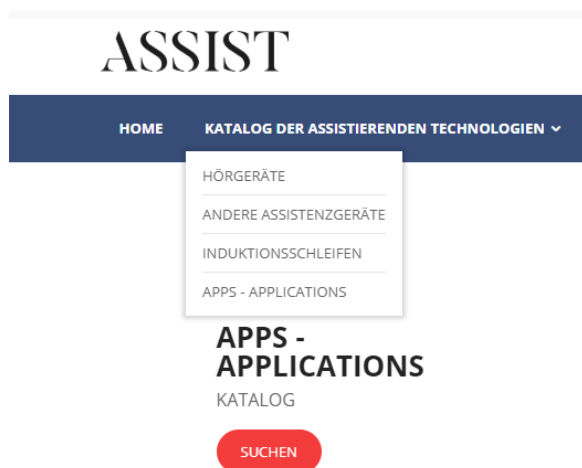 ASSIST
HOME KATALOG DER ASSISTIERENDEN TECHNOLOGIEN
HÖRGERÄTE
ANDERE ASSISTENZGERÄTE
INDUKTIONSSCHLEIFEN
APPS - APPLICATIONS
APPS -
APPLICATIONS
KATALOG
SUCHEN